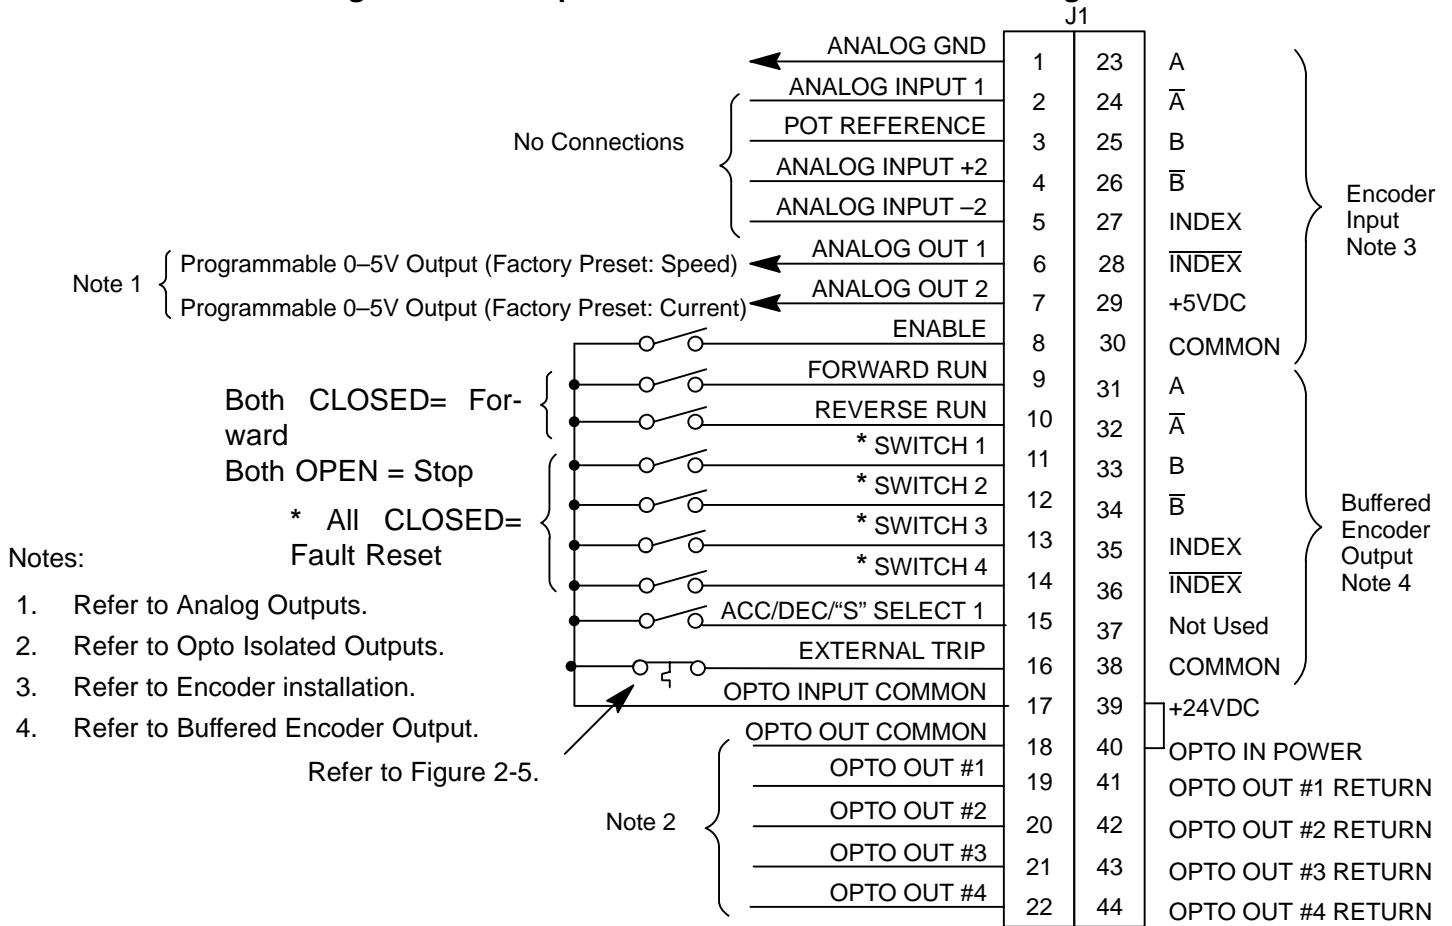 J1
ANALOG GND 1 23 A
ANALOG INPUT 1 2 24 A̅
No Connections
POT REFERENCE 3 25 B
ANALOG INPUT +2 4 26 B̅
ANALOG INPUT –2 5 27 INDEX
Encoder
Input
Note 3
Note 1
Programmable 0–5V Output (Factory Preset: Speed) ANALOG OUT 1 6 28 I̅N̅D̅E̅X̅
Programmable 0–5V Output (Factory Preset: Current) ANALOG OUT 2 7 29 +5VDC
ENABLE 8 30 COMMON
FORWARD RUN 9 31 A
Both CLOSED= For-
ward
Both OPEN = Stop
REVERSE RUN 10 32 A̅
* SWITCH 1 11 33 B
* SWITCH 2 12 34 B̅
* All CLOSED=
Fault Reset
* SWITCH 3 13 35 INDEX
* SWITCH 4 14 36 I̅N̅D̅E̅X̅
Buffered
Encoder
Output
Note 4
ACC/DEC/“S” SELECT 1 15 37 Not Used
EXTERNAL TRIP 16 38 COMMON
OPTO INPUT COMMON 17 39 +24VDC
OPTO OUT COMMON 18 40 OPTO IN POWER
Notes:
1. Refer to Analog Outputs.
2. Refer to Opto Isolated Outputs.
3. Refer to Encoder installation.
4. Refer to Buffered Encoder Output.
Refer to Figure 2-5.
Note 2
OPTO OUT #1 19 41 OPTO OUT #1 RETURN
OPTO OUT #2 20 42 OPTO OUT #2 RETURN
OPTO OUT #3 21 43 OPTO OUT #3 RETURN
OPTO OUT #4 22 44 OPTO OUT #4 RETURN